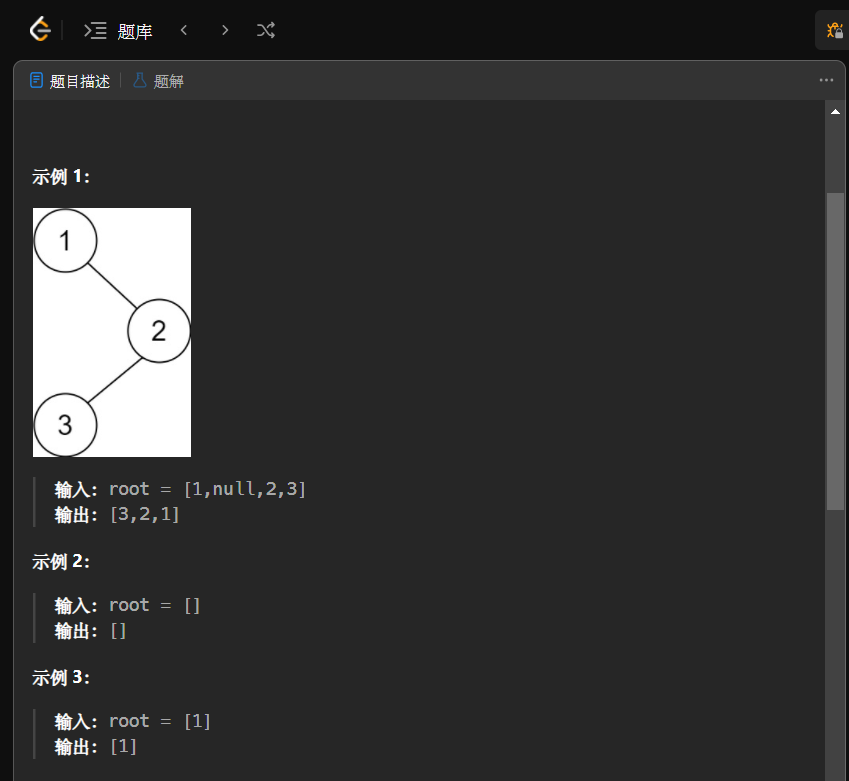 题库
题目描述 题解
示例 1：
1
2
3
输入：root = [1,null,2,3]
输出：[3,2,1]
示例 2：
输入：root = []
输出：[]
示例 3：
输入：root = [1]
输出：[1]